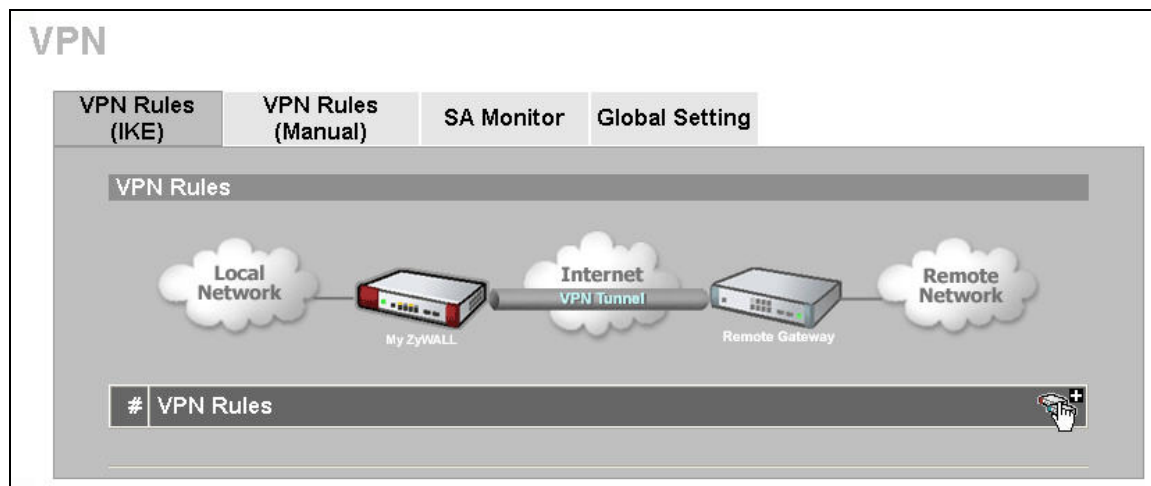 VPN
VPN Rules
(IKE)
VPN Rules
(Manual)
SA Monitor
Global Setting
VPN Rules
Local
Network
My ZyWALL
Internet
VPN Tunnel
Remote Gateway
Remote
Network
# VPN Rules